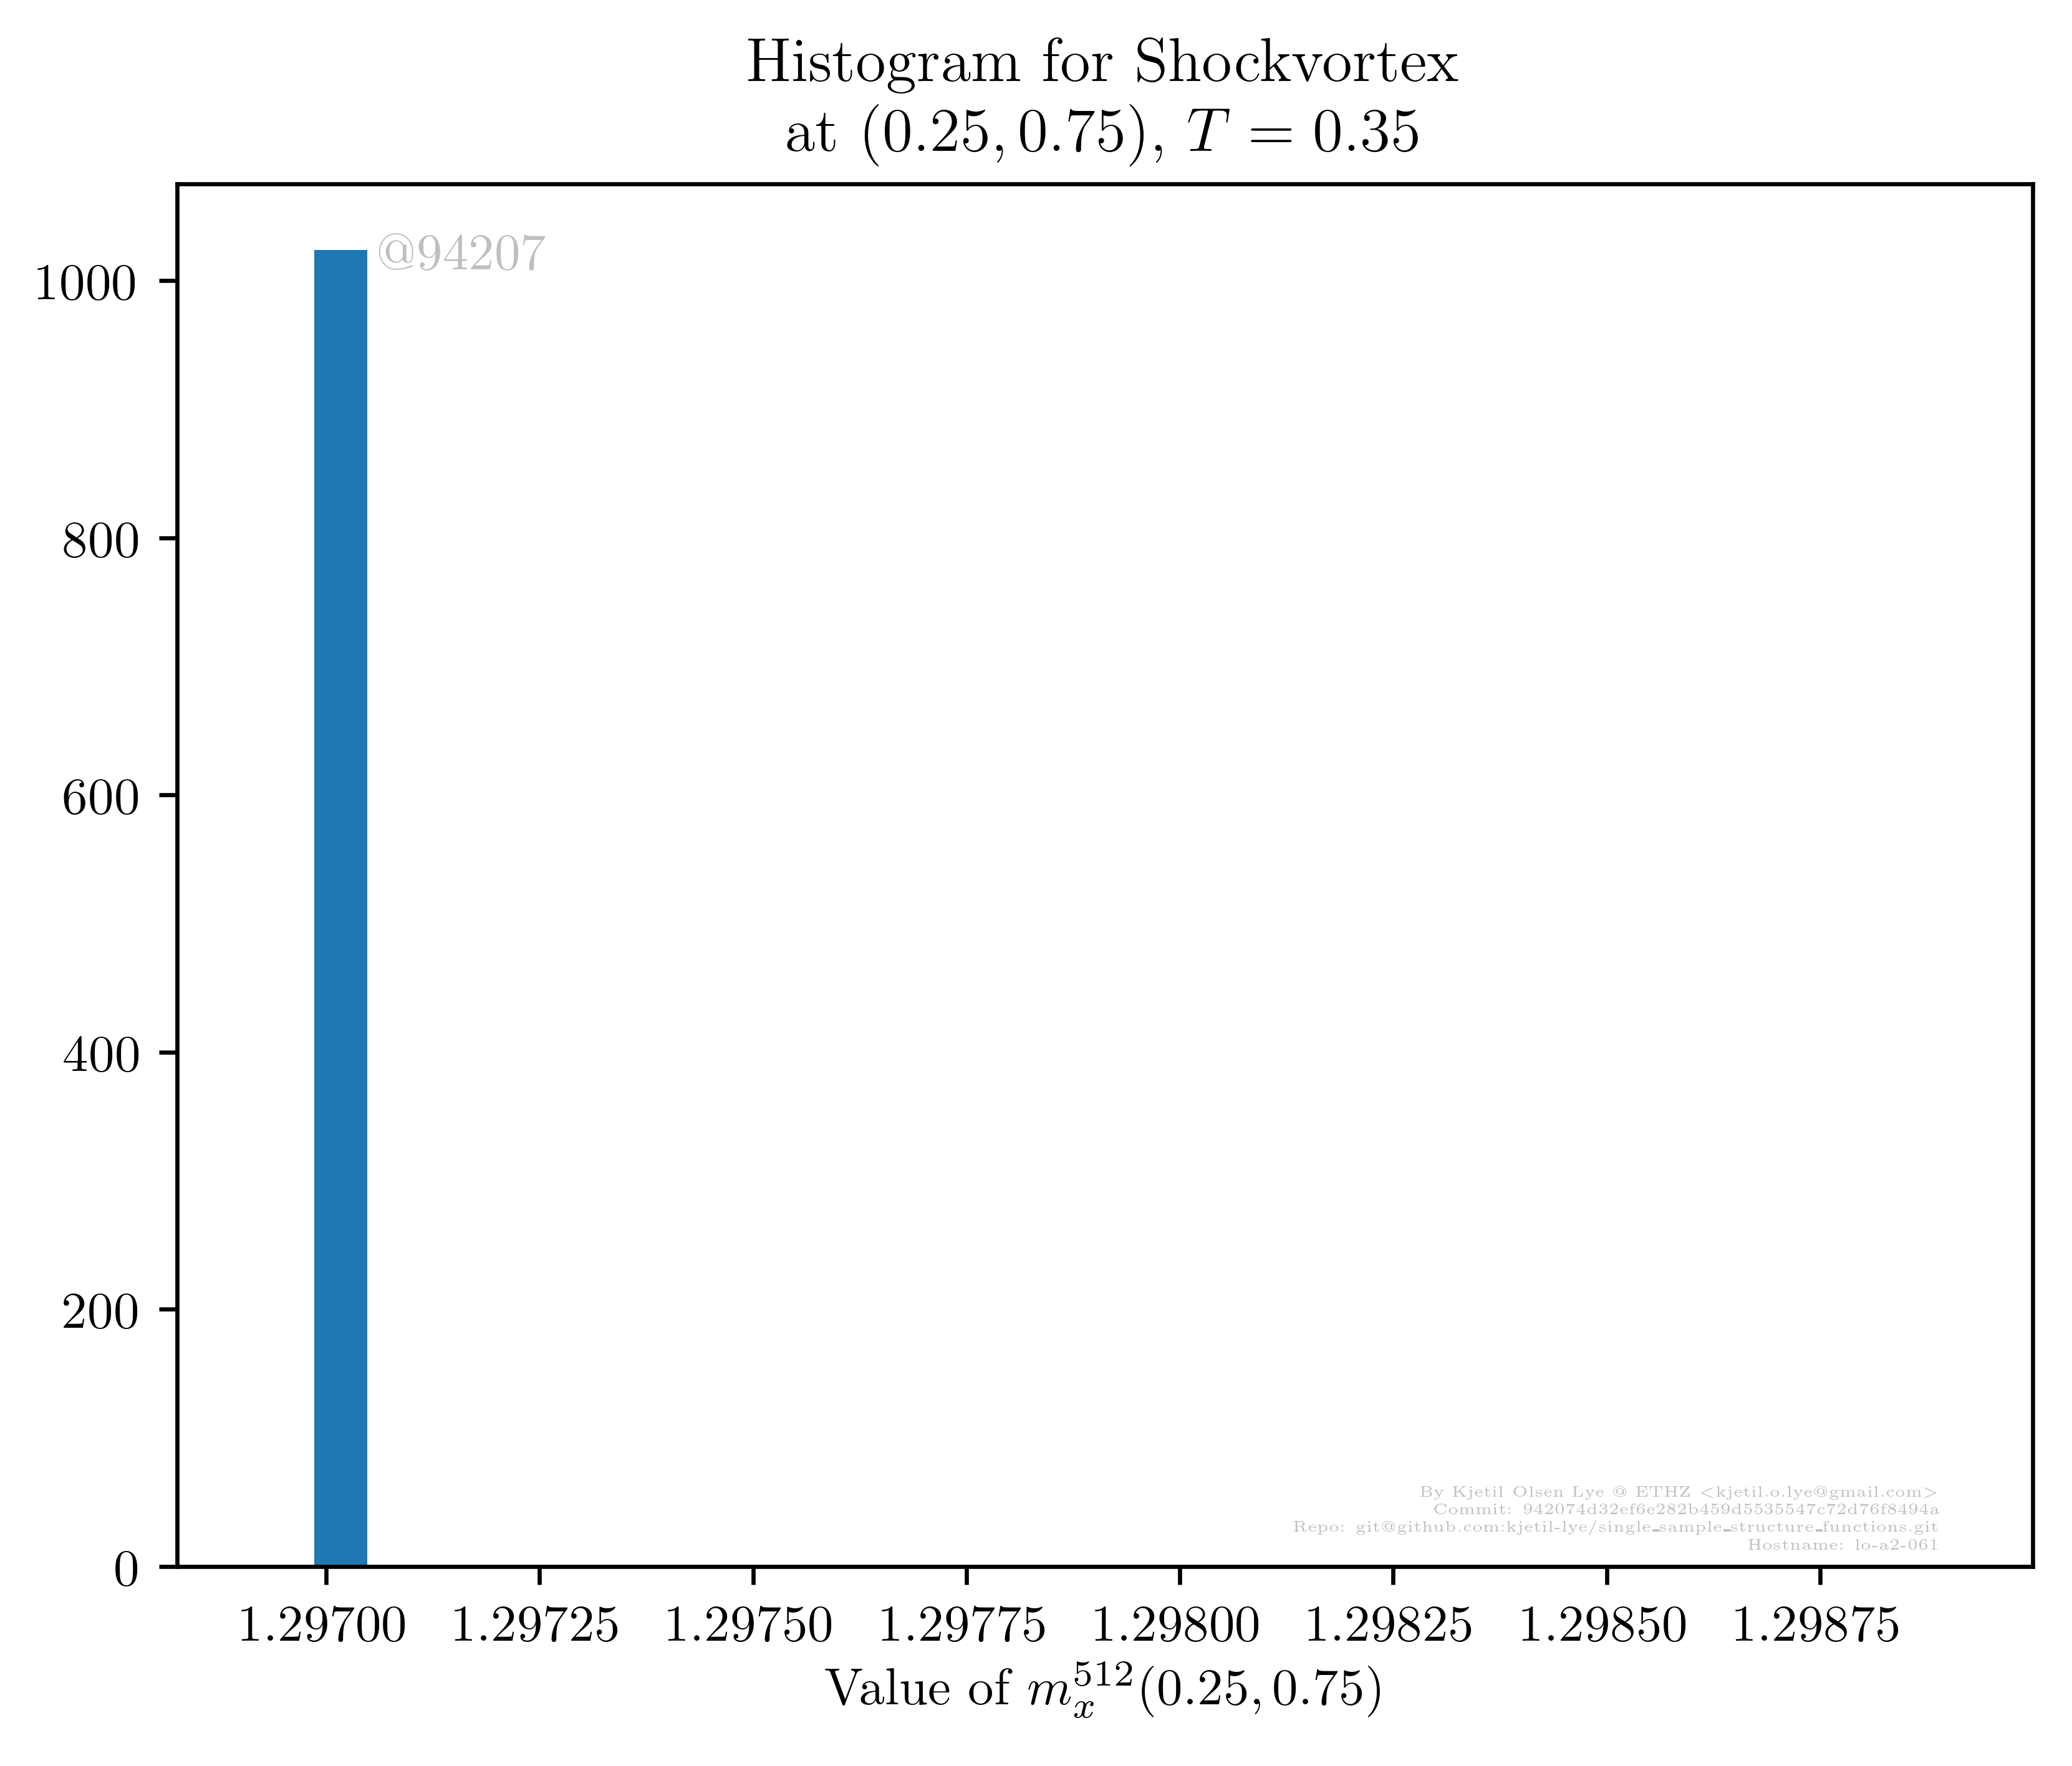 Histogram for Shockvortex
at (0.25, 0.75), T = 0.35
@94207
1000
800
600
400
200
0
By Kjetil Olsen Lye @ ETHZ <kjetil.o.lye@gmail.com>
Commit: 942074d32ef6e282b459d5535547c72d76f8494a
Repo: git@github.com:kjetil-lye/single_sample_structure_functions.git
Hostname: lo-a2-061
1.29700 1.29725 1.29750 1.29775 1.29800 1.29825 1.29850 1.29875
Value of m_x^{512}(0.25, 0.75)